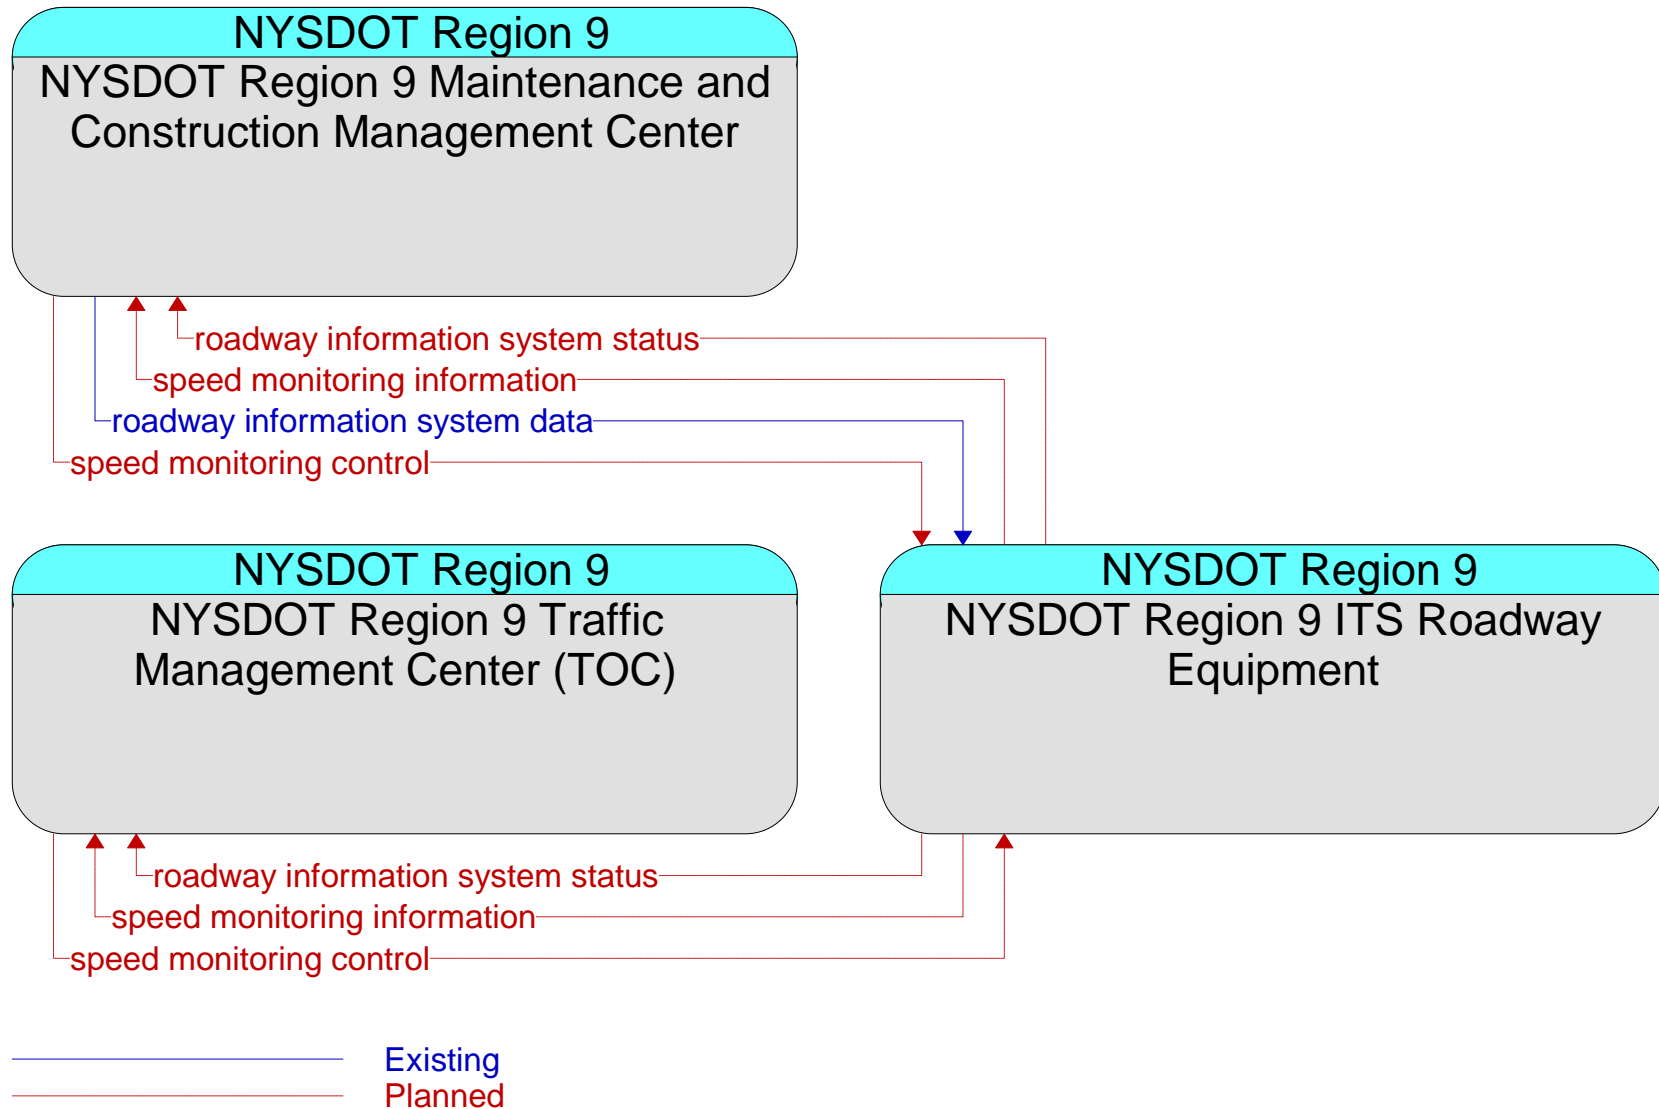 NYSDOT Region 9
NYSDOT Region 9 Maintenance and
Construction Management Center
roadway information system status
speed monitoring information
roadway information system data
speed monitoring control
NYSDOT Region 9
NYSDOT Region 9 Traffic
Management Center (TOC)
NYSDOT Region 9
NYSDOT Region 9 ITS Roadway
Equipment
roadway information system status
speed monitoring information
speed monitoring control
Existing
Planned